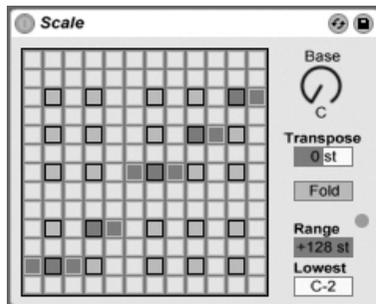 Scale
Base
C
Transpose
0 st
Fold
Range
+128 st
Lowest
C-2